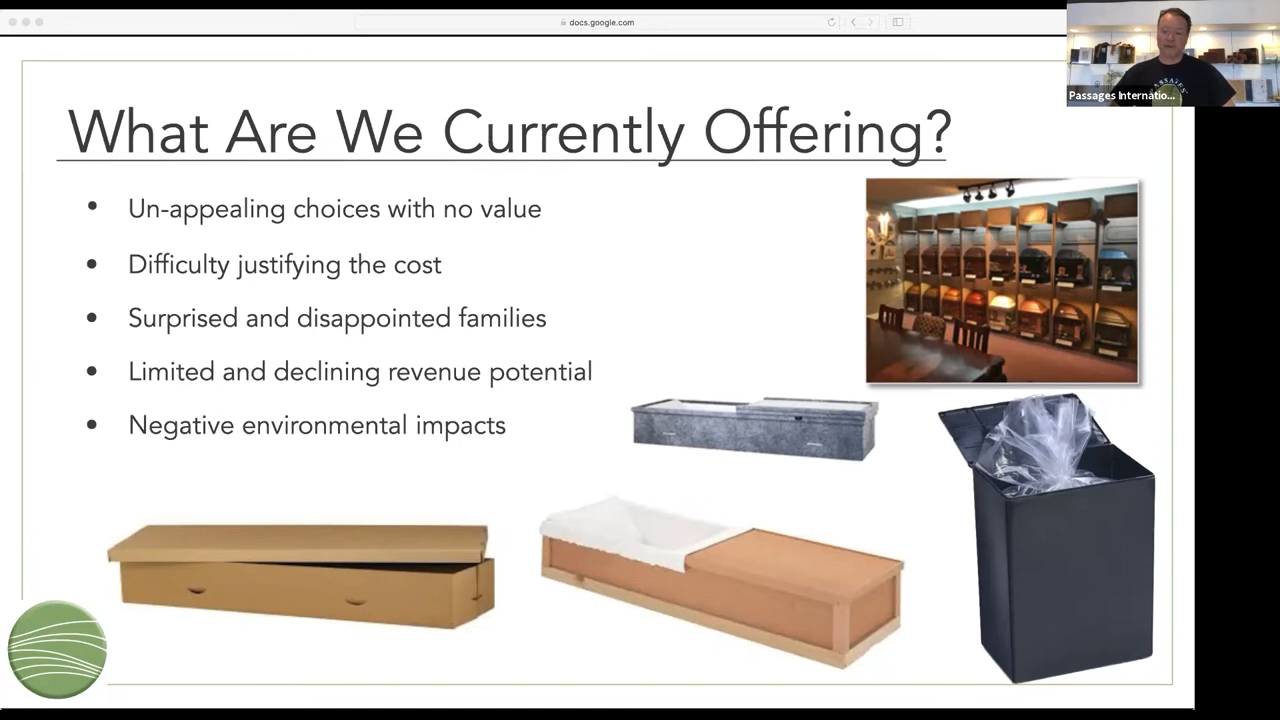 docs.google.com
Passages Internatio...
What Are We Currently Offering?
• Un-appealing choices with no value
• Difficulty justifying the cost
• Surprised and disappointed families
• Limited and declining revenue potential
• Negative environmental impacts